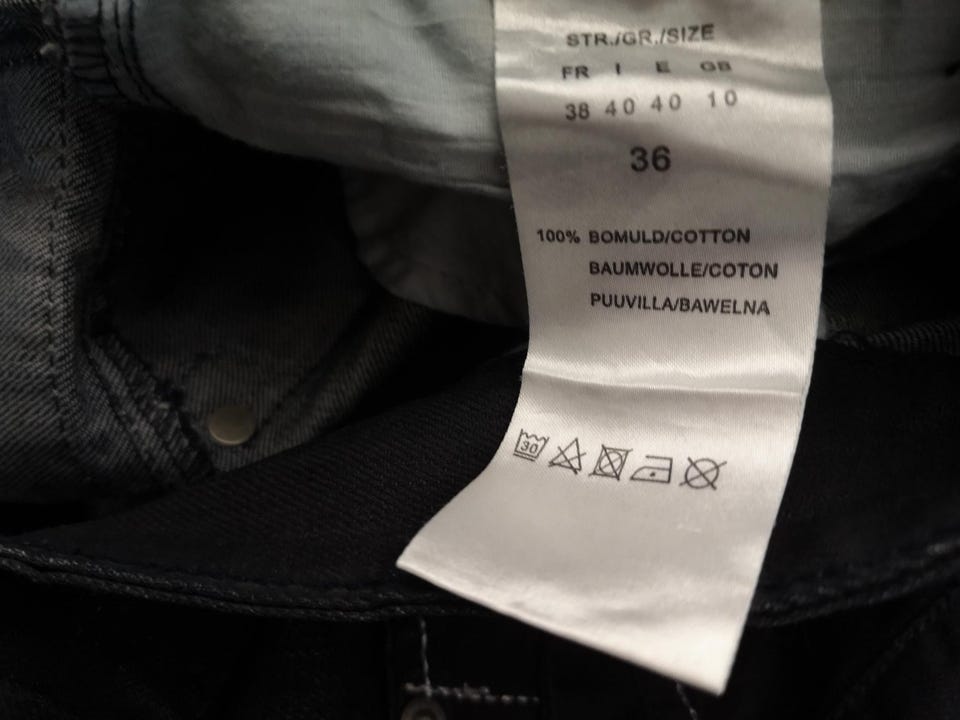 STR./GR./SIZE
FR I E GB
38 40 40 10
36
100% BOMULD/COTTON
BAUMWOLLE/COTON
PUUVILLA/BAWELNA
30